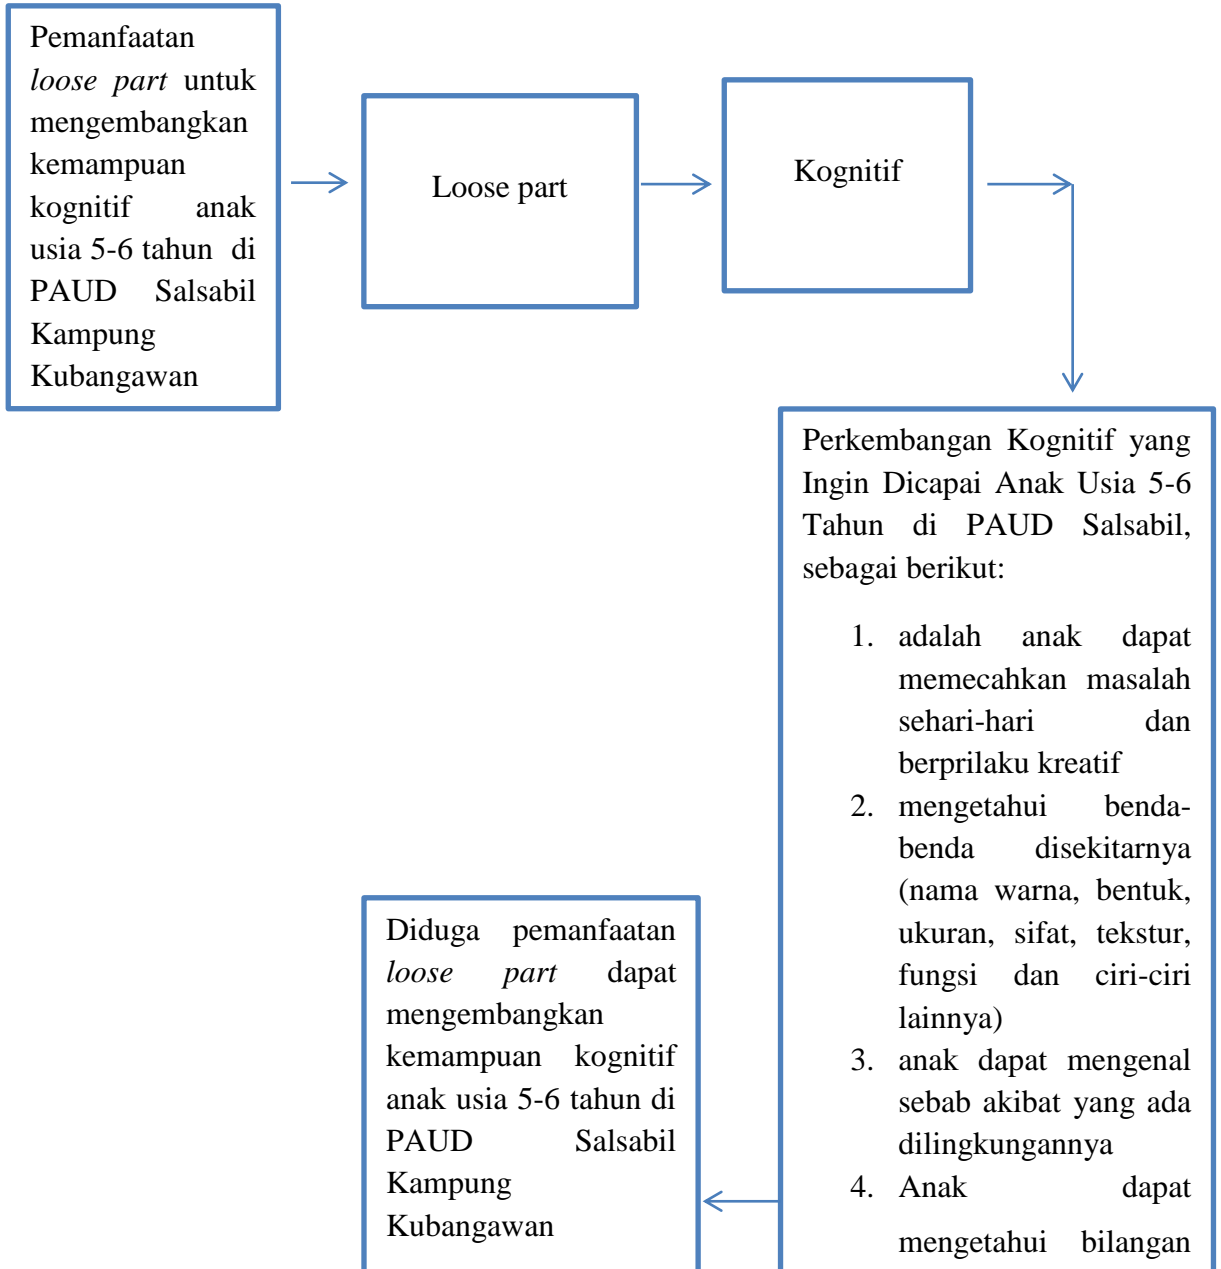 Pemanfaatan
loose part untuk
mengembangkan
kemampuan
kognitif anak
usia 5-6 tahun di
PAUD Salsabil
Kampung
Kubangawan
Loose part
Kognitif
Perkembangan Kognitif yang
Ingin Dicapai Anak Usia 5-6
Tahun di PAUD Salsabil,
sebagai berikut:
1. adalah anak dapat
memecahkan masalah
sehari-hari dan
berprilaku kreatif
2. mengetahui benda-
benda disekitarnya
(nama warna, bentuk,
ukuran, sifat, tekstur,
fungsi dan ciri-ciri
lainnya)
3. anak dapat mengenal
sebab akibat yang ada
dilingkungannya
4. Anak dapat
mengetahui bilangan
Diduga pemanfaatan
loose part dapat
mengembangkan
kemampuan kognitif
anak usia 5-6 tahun di
PAUD Salsabil
Kampung
Kubangawan